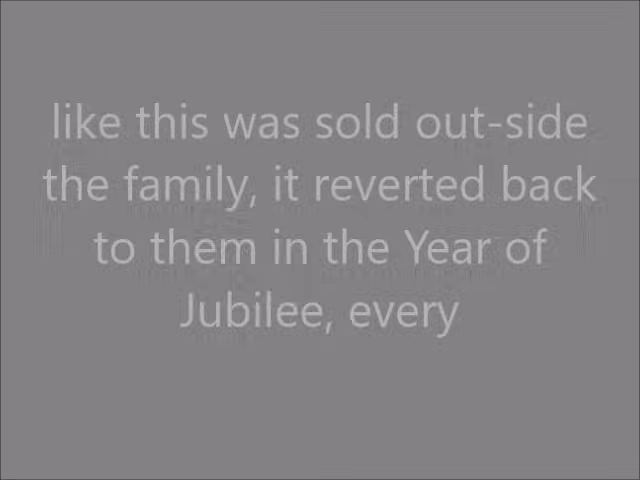 like this was sold out-side
the family, it reverted back
to them in the Year of
Jubilee, every